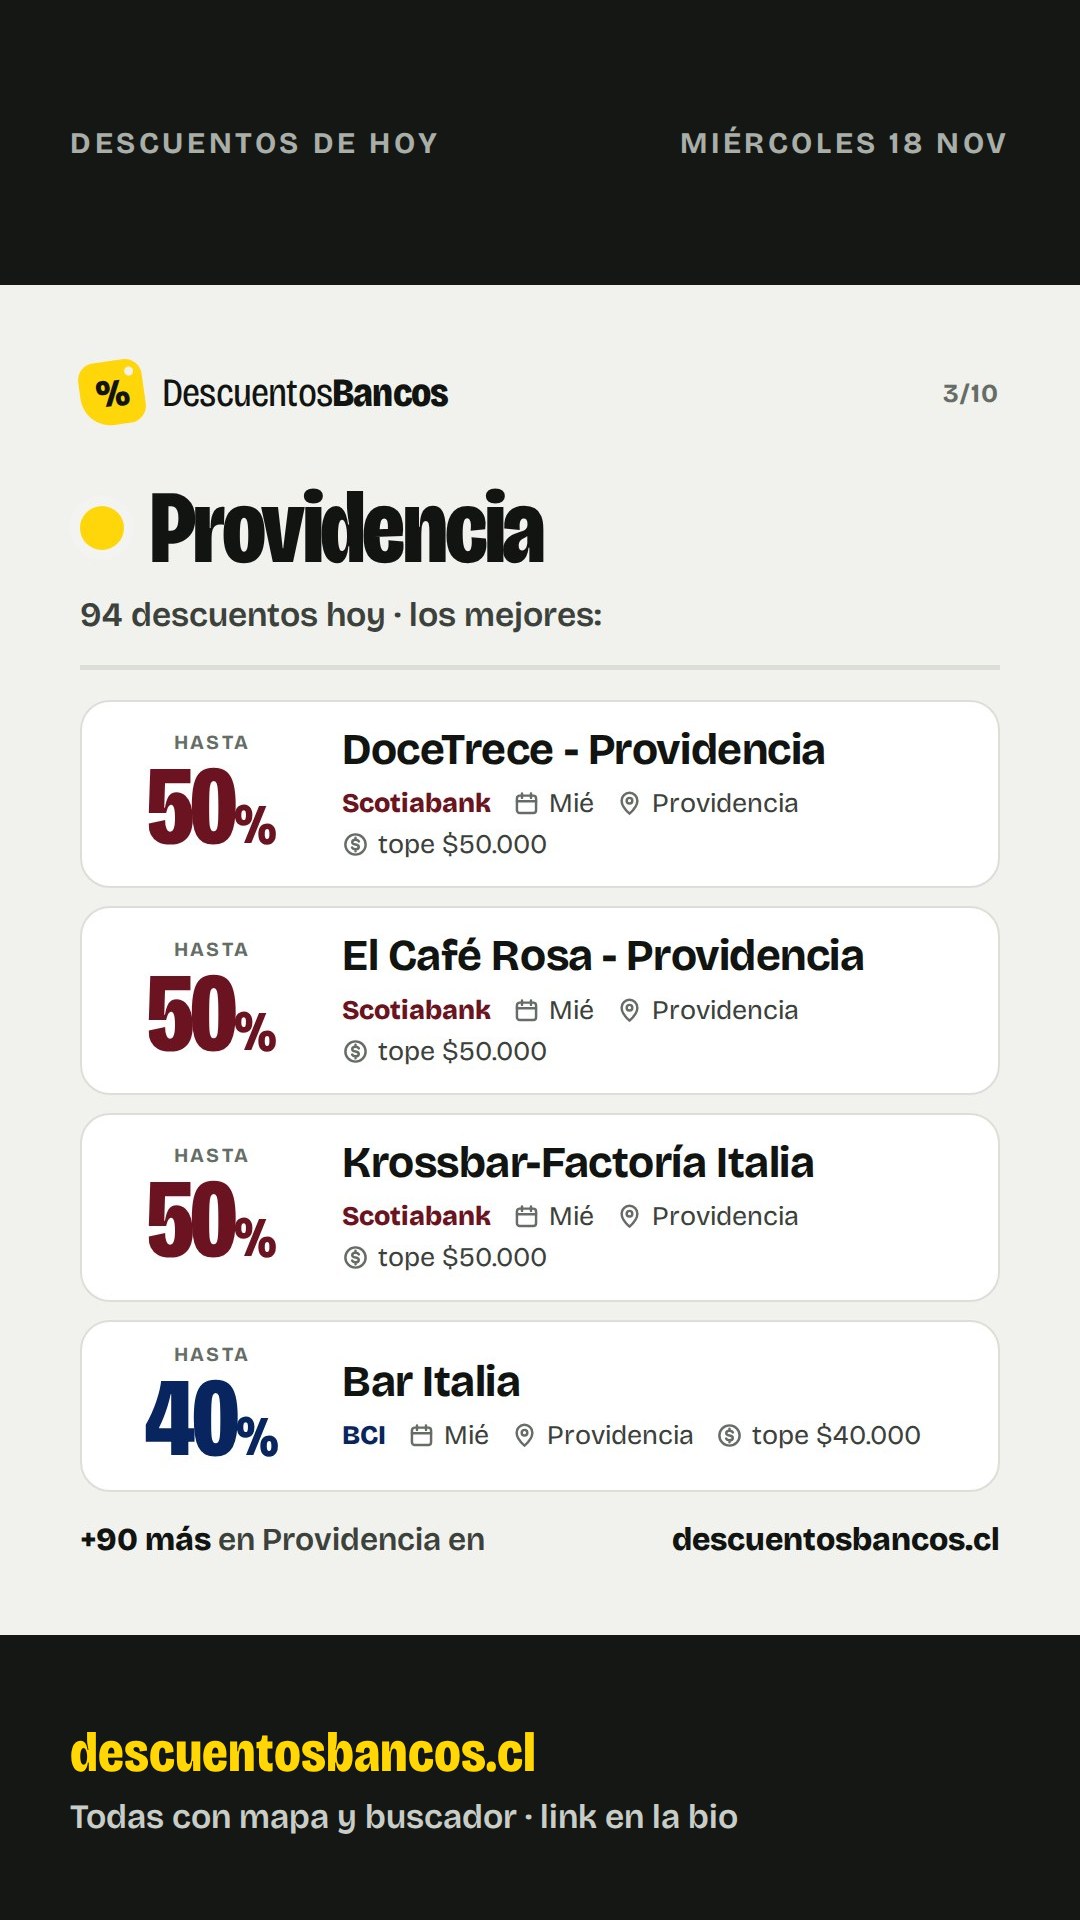 DESCUENTOS DE HOY
MIÉRCOLES 18 NOV
%
DescuentosBancos
3/10
Providencia
94 descuentos hoy · los mejores:
HASTA
50%
DoceTrece - Providencia
Scotiabank Mié Providencia
tope $50.000
HASTA
50%
El Café Rosa - Providencia
Scotiabank Mié Providencia
tope $50.000
HASTA
50%
Krossbar-Factoría Italia
Scotiabank Mié Providencia
tope $50.000
HASTA
40%
Bar Italia
BCI Mié Providencia tope $40.000
+90 más en Providencia en
descuentosbancos.cl
descuentosbancos.cl
Todas con mapa y buscador · link en la bio